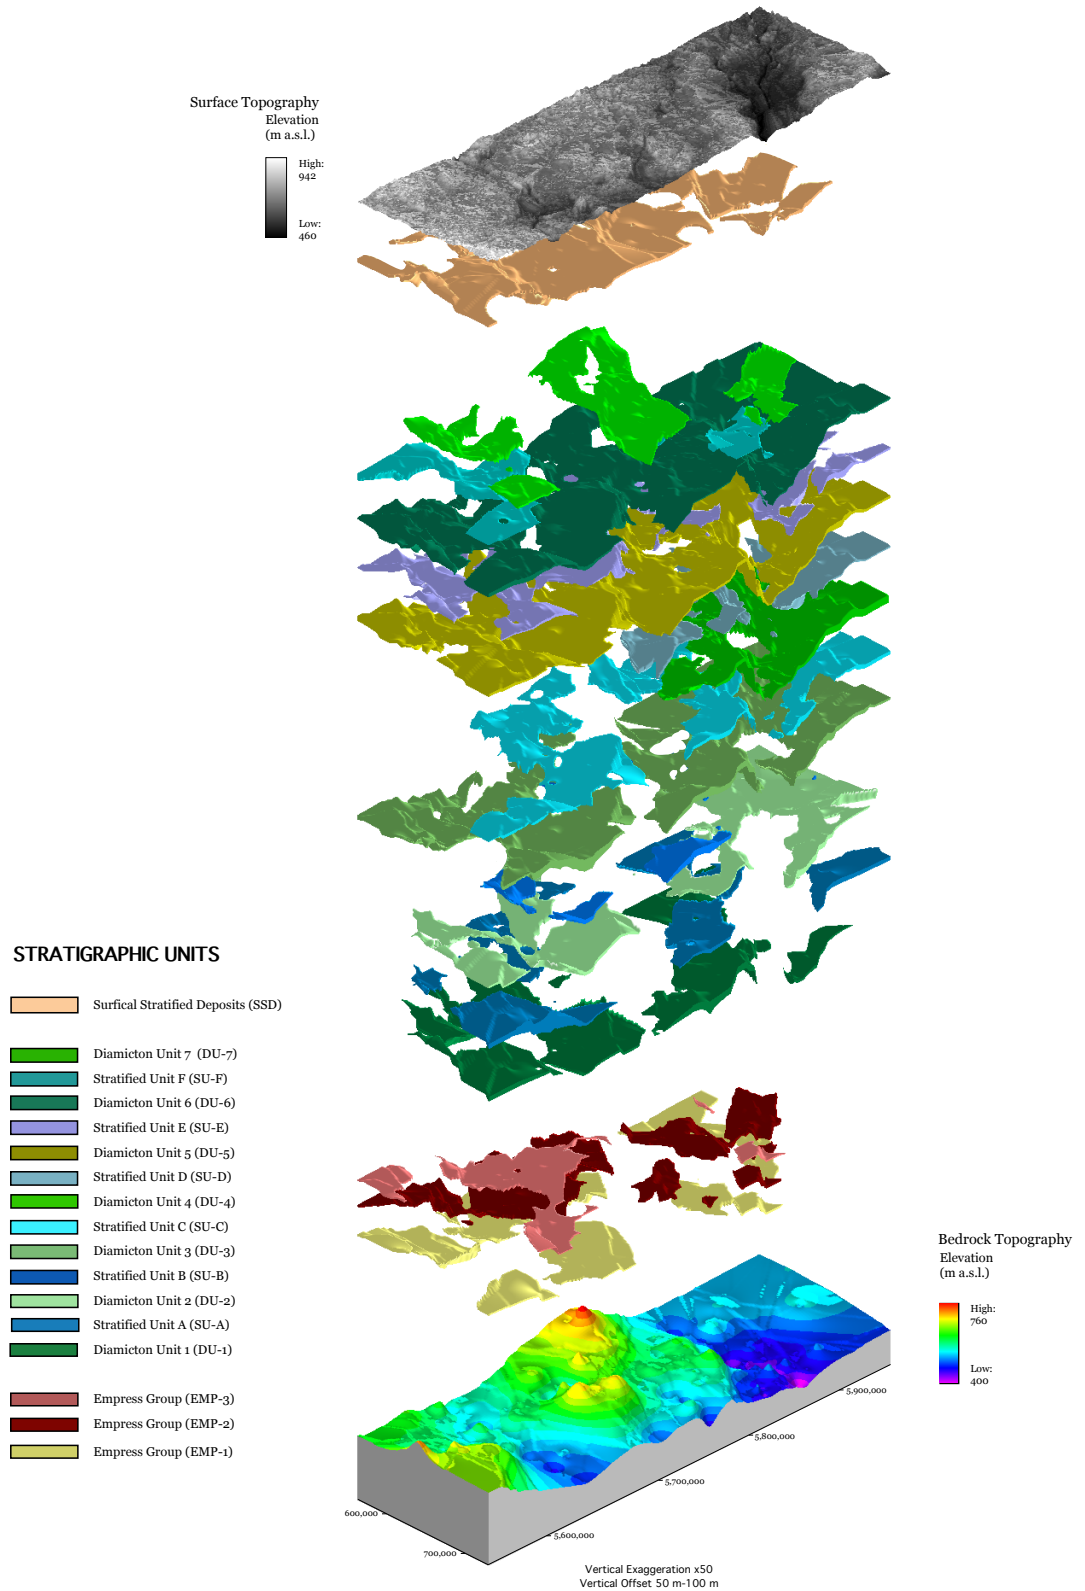 Surface Topography
Elevation
(m a.s.l.)
High:
942
Low:
460
STRATIGRAPHIC UNITS
Surfical Stratified Deposits (SSD)
Diamicton Unit 7 (DU-7)
Stratified Unit F (SU-F)
Diamicton Unit 6 (DU-6)
Stratified Unit E (SU-E)
Diamicton Unit 5 (DU-5)
Stratified Unit D (SU-D)
Diamicton Unit 4 (DU-4)
Stratified Unit C (SU-C)
Diamicton Unit 3 (DU-3)
Stratified Unit B (SU-B)
Diamicton Unit 2 (DU-2)
Stratified Unit A (SU-A)
Diamicton Unit 1 (DU-1)
Empress Group (EMP-3)
Empress Group (EMP-2)
Empress Group (EMP-1)
Bedrock Topography
Elevation
(m a.s.l.)
High:
760
Low:
400
5,900,000
5,800,000
5,700,000
5,600,000
600,000
700,000
Vertical Exaggeration x50
Vertical Offset 50 m-100 m